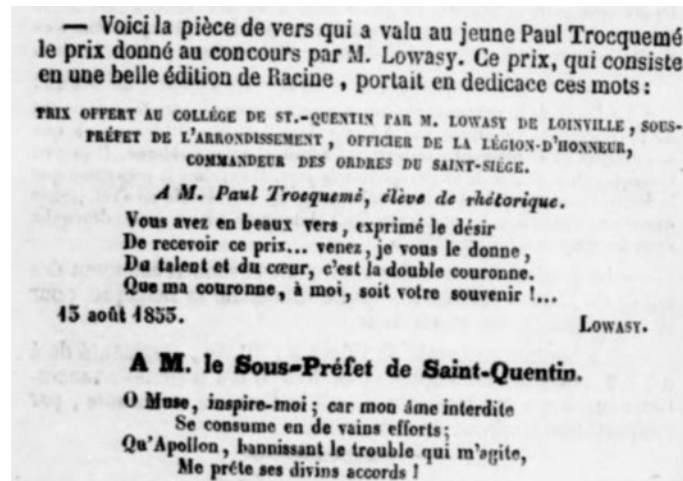 — Voici la pièce de vers qui a valu au jeune Paul Trocquemé
le prix donné au concours par M. Lowasy. Ce prix, qui consiste
en une belle édition de Racine, portait en dedicace ces mots :
PRIX OFFERT AU COLLÉGE DE ST.-QUENTIN PAR M. LOWASY DE LOINVILLE, SOUS-
PRÉFET DE L'ARRONDISSEMENT, OFFICIER DE LA LÉGION-D'HONNEUR,
COMMANDEUR DES ORDRES DU SAINT-SIÉGE.
A M. Paul Trocquemé, élève de rhétorique.
Vous avez en beaux vers, exprimé le désir
De recevoir ce pris... venez, je vous le donne,
Du talent et du cœur, c'est la double couronne.
Que ma couronne, à moi, soit votre souvenir !...
13 août 1853.
LOWASY.
A M. le Sous-Préfet de Saint-Quentin.
O Muse, inspire-moi ; car mon âme interdite
Se consume en de vains efforts ;
Qu'Apollon, bannissant le trouble qui m'agite,
Me prête ses divins accords !